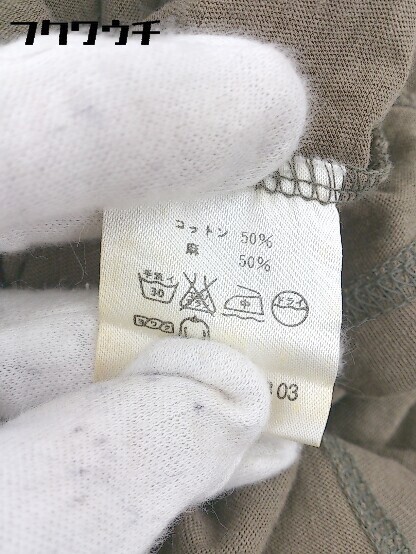 フクワウチ
コットン 50%
麻 50%
手洗イ 30 中 ドライ
03